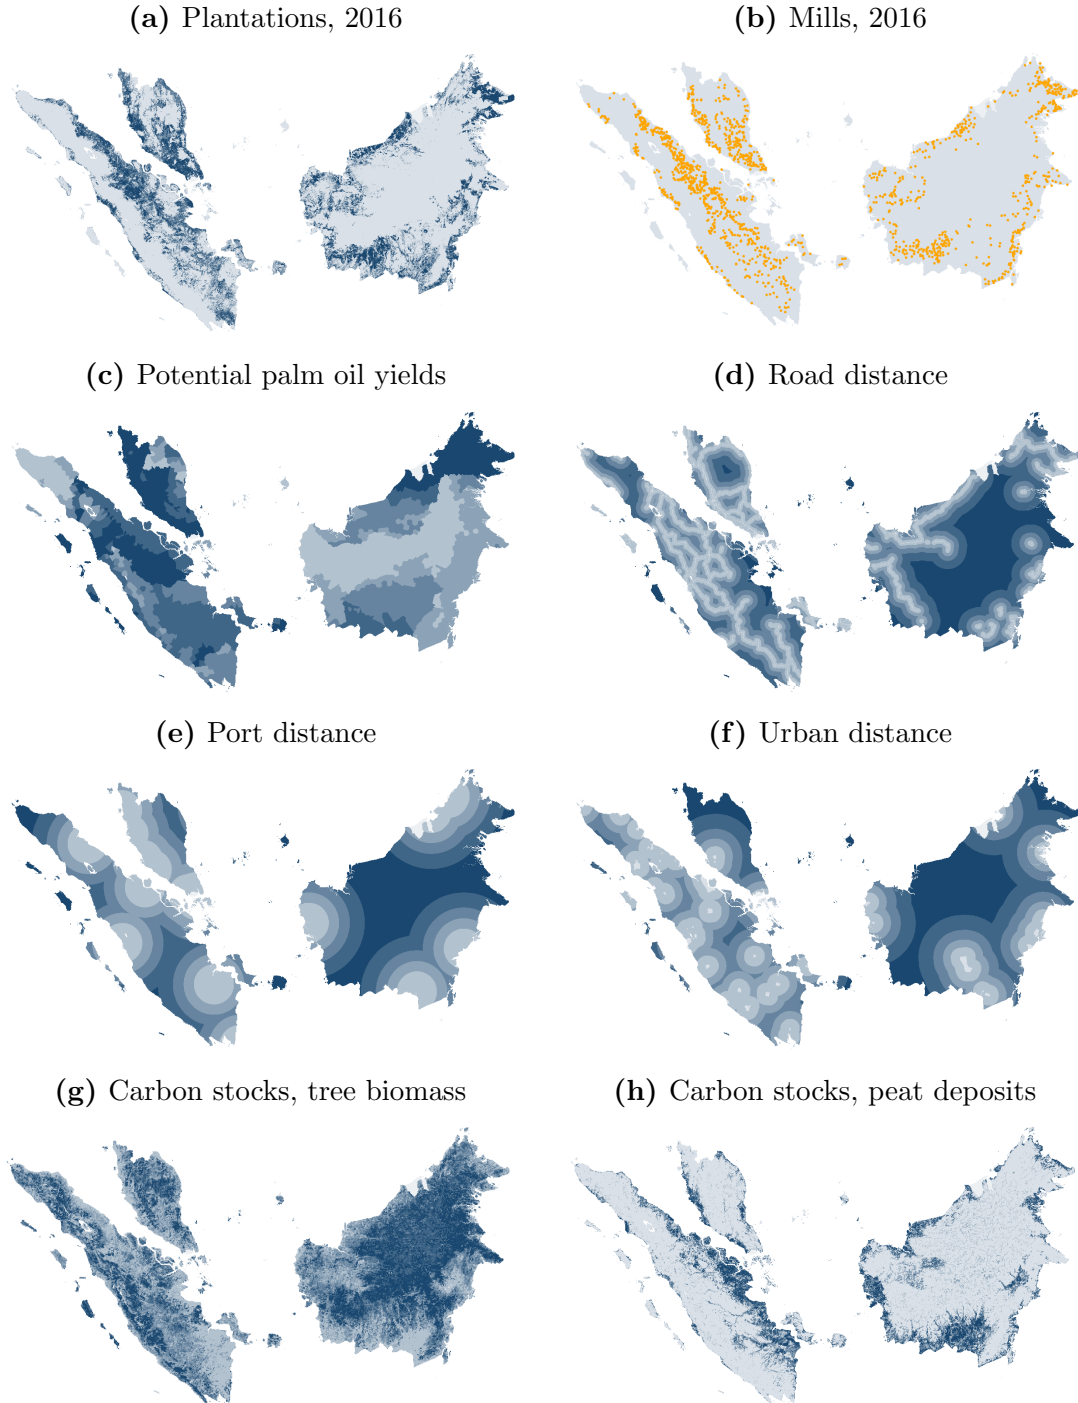 (a) Plantations, 2016
(b) Mills, 2016
(c) Potential palm oil yields
(d) Road distance
(e) Port distance
(f) Urban distance
(g) Carbon stocks, tree biomass
(h) Carbon stocks, peat deposits